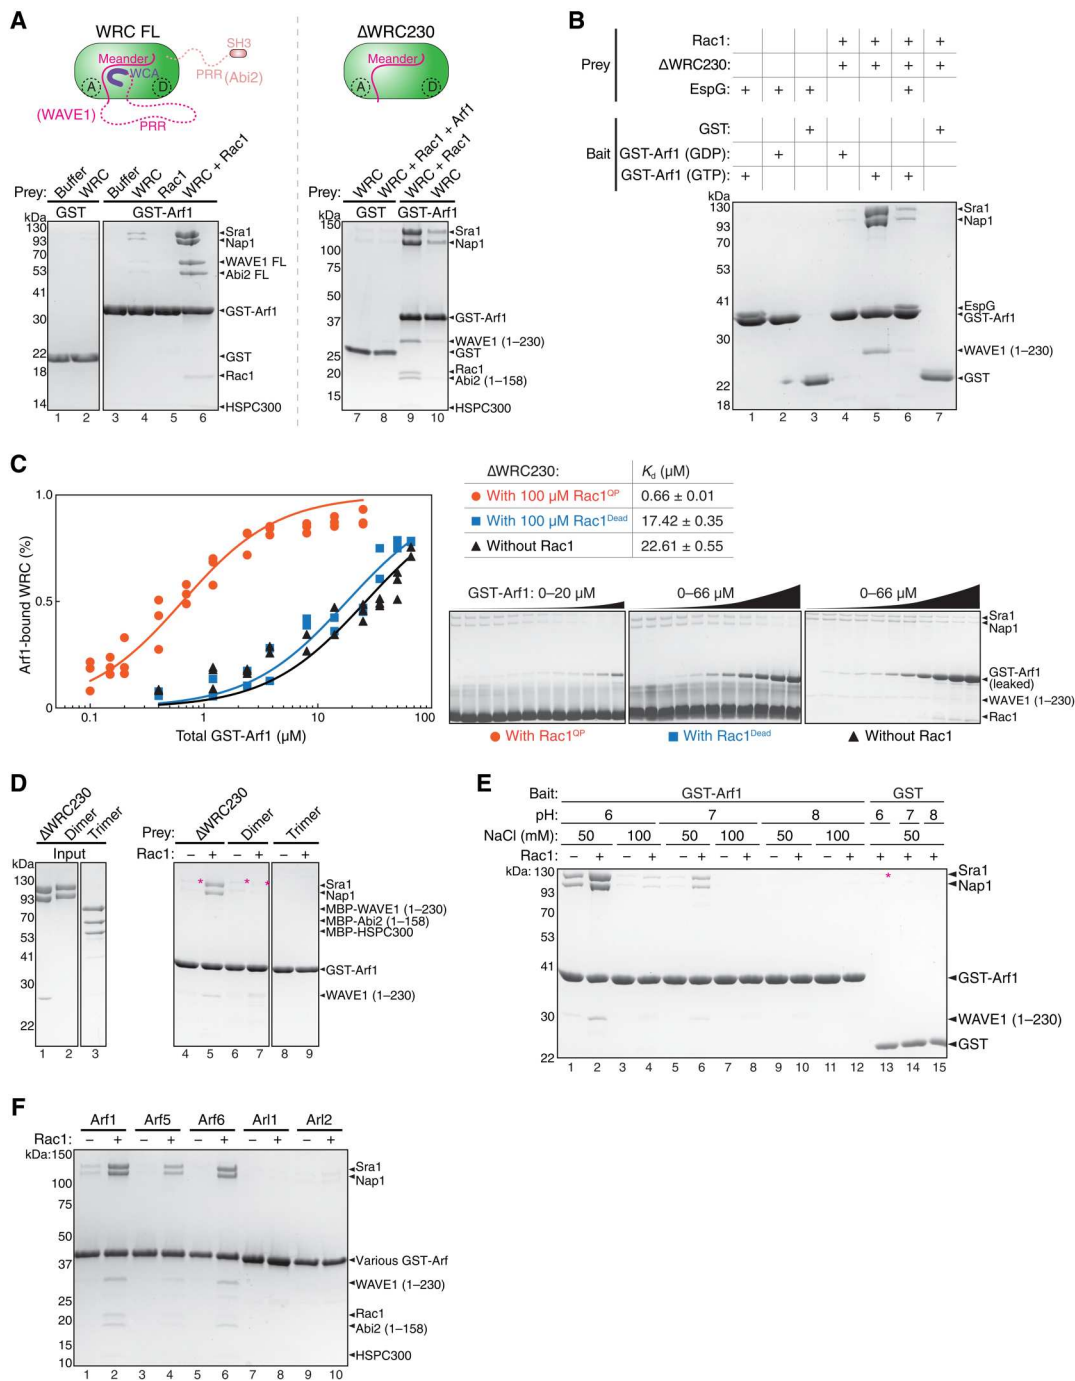 A
WRC FL
SH3
Meander
WCA
PRR (Abi2)
A
D
(WAVE1)
PRR
Prey: Buffer WRC Buffer WRC Rac1 WRC + Rac1
GST GST-Arf1
kDa
130
93
70
53
41
30
22
18
14
Sra1
Nap1
WAVE1 FL
Abi2 FL
GST-Arf1
GST
Rac1
HSPC300
1 2 3 4 5 6
ΔWRC230
Meander
A
D
Prey: WRC WRC + Rac1 + Arf1 WRC + Rac1 WRC
GST GST-Arf1
kDa
150
100
75
50
37
25
20
15
Sra1
Nap1
GST-Arf1
WAVE1 (1–230)
GST
Rac1
Abi2 (1–158)
HSPC300
7 8 9 10
B
Prey
Rac1: + + + +
ΔWRC230: + + + +
EspG: + + + +
Bait
GST: + +
GST-Arf1 (GDP): + +
GST-Arf1 (GTP): + + +
kDa
130
93
70
53
41
30
22
18
Sra1
Nap1
EspG
GST-Arf1
WAVE1 (1–230)
GST
1 2 3 4 5 6 7
C
Arf1-bound WRC (%)
1.0
0.5
0
0.1 1 10 100
Total GST-Arf1 (µM)
ΔWRC230: Kd (µM)
With 100 µM Rac1QP 0.66 ± 0.01
With 100 µM Rac1Dead 17.42 ± 0.35
Without Rac1 22.61 ± 0.55
GST-Arf1: 0–20 µM 0–66 µM 0–66 µM
Sra1
Nap1
GST-Arf1
(leaked)
WAVE1 (1–230)
Rac1
With Rac1QP With Rac1Dead Without Rac1
D
ΔWRC230 Dimer Trimer
Input
kDa
130
93
70
53
41
30
22
1 2 3
Prey: ΔWRC230 Dimer Trimer
Rac1: – + – + – +
* * *
Sra1
Nap1
MBP-WAVE1 (1–230)
MBP-Abi2 (1–158)
MBP-HSPC300
GST-Arf1
WAVE1 (1–230)
4 5 6 7 8 9
E
Bait: GST-Arf1 GST
pH: 6 7 8 6 7 8
NaCl (mM): 50 100 50 100 50 100 50
Rac1: – + – + – + – + – + – + + + +
kDa: 130
93
70
53
41
30
22
*
Sra1
Nap1
GST-Arf1
WAVE1 (1–230)
GST
1 2 3 4 5 6 7 8 9 10 11 12 13 14 15
F
Arf1 Arf5 Arf6 Arl1 Arl2
Rac1: – + – + – + – + – +
kDa:150
100
75
50
37
25
20
15
10
Sra1
Nap1
Various GST-Arf
WAVE1 (1–230)
Rac1
Abi2 (1–158)
HSPC300
1 2 3 4 5 6 7 8 9 10